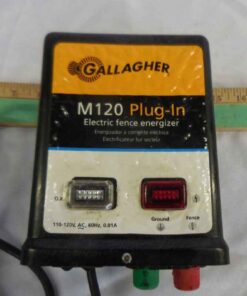 GALLAGHER
M120 Plug-In
Electric fence energizer
Energizador a corriente eléctrica
Électrificateur sur secteur
110-120V, AC, 60Hz, 0.01A
Ground
Fence